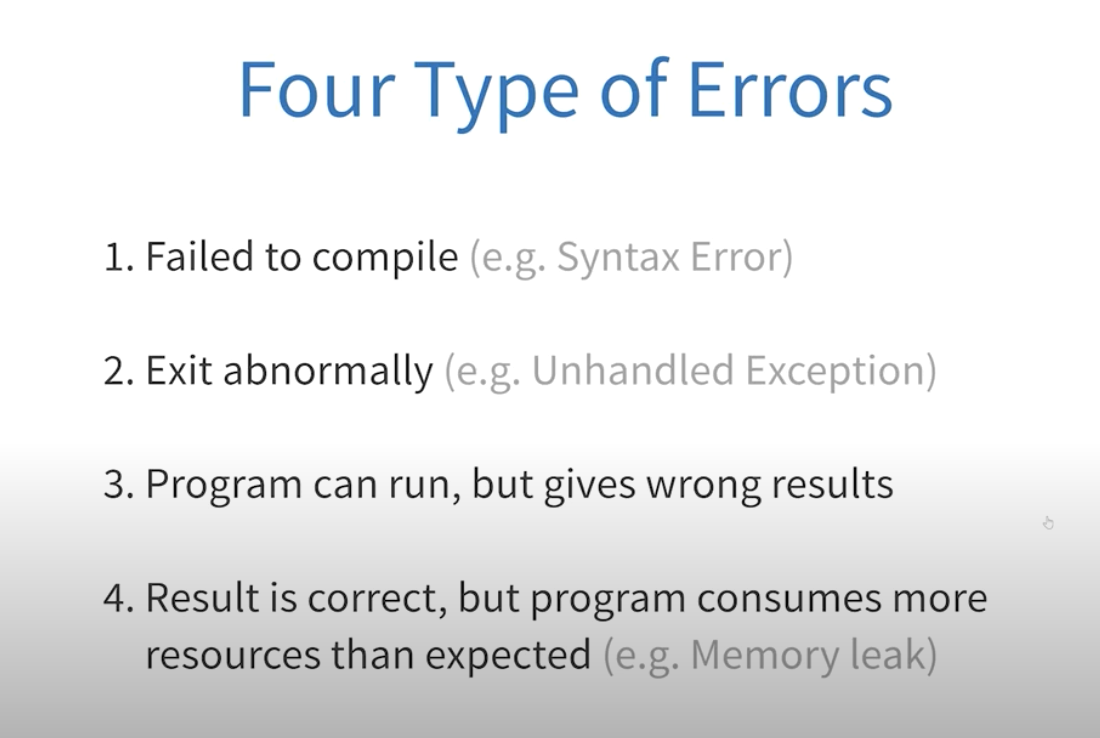 Four Type of Errors
1. Failed to compile (e.g. Syntax Error)
2. Exit abnormally (e.g. Unhandled Exception)
3. Program can run, but gives wrong results
4. Result is correct, but program consumes more
resources than expected (e.g. Memory leak)